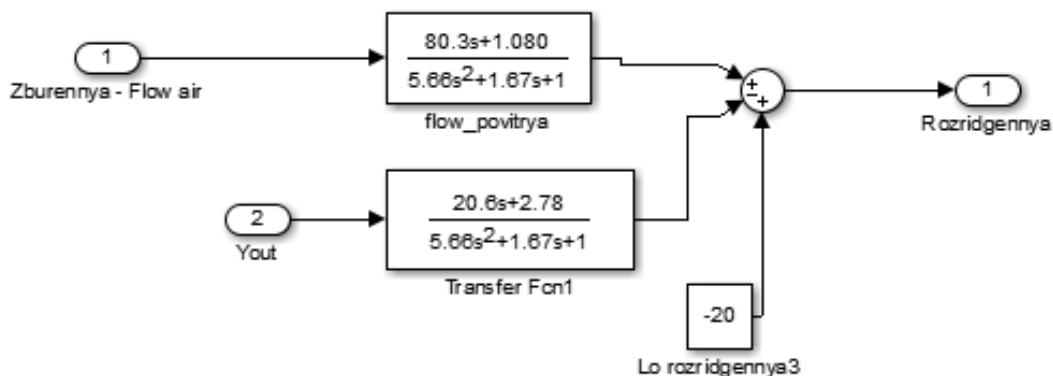 1
Zburennya - Flow air
80.3s+1.080
5.66s²+1.67s+1
flow_povitrya
+
−
+
1
Rozridgennya
2
Yout
20.6s+2.78
5.66s²+1.67s+1
Transfer Fcn1
-20
Lo rozridgennya3